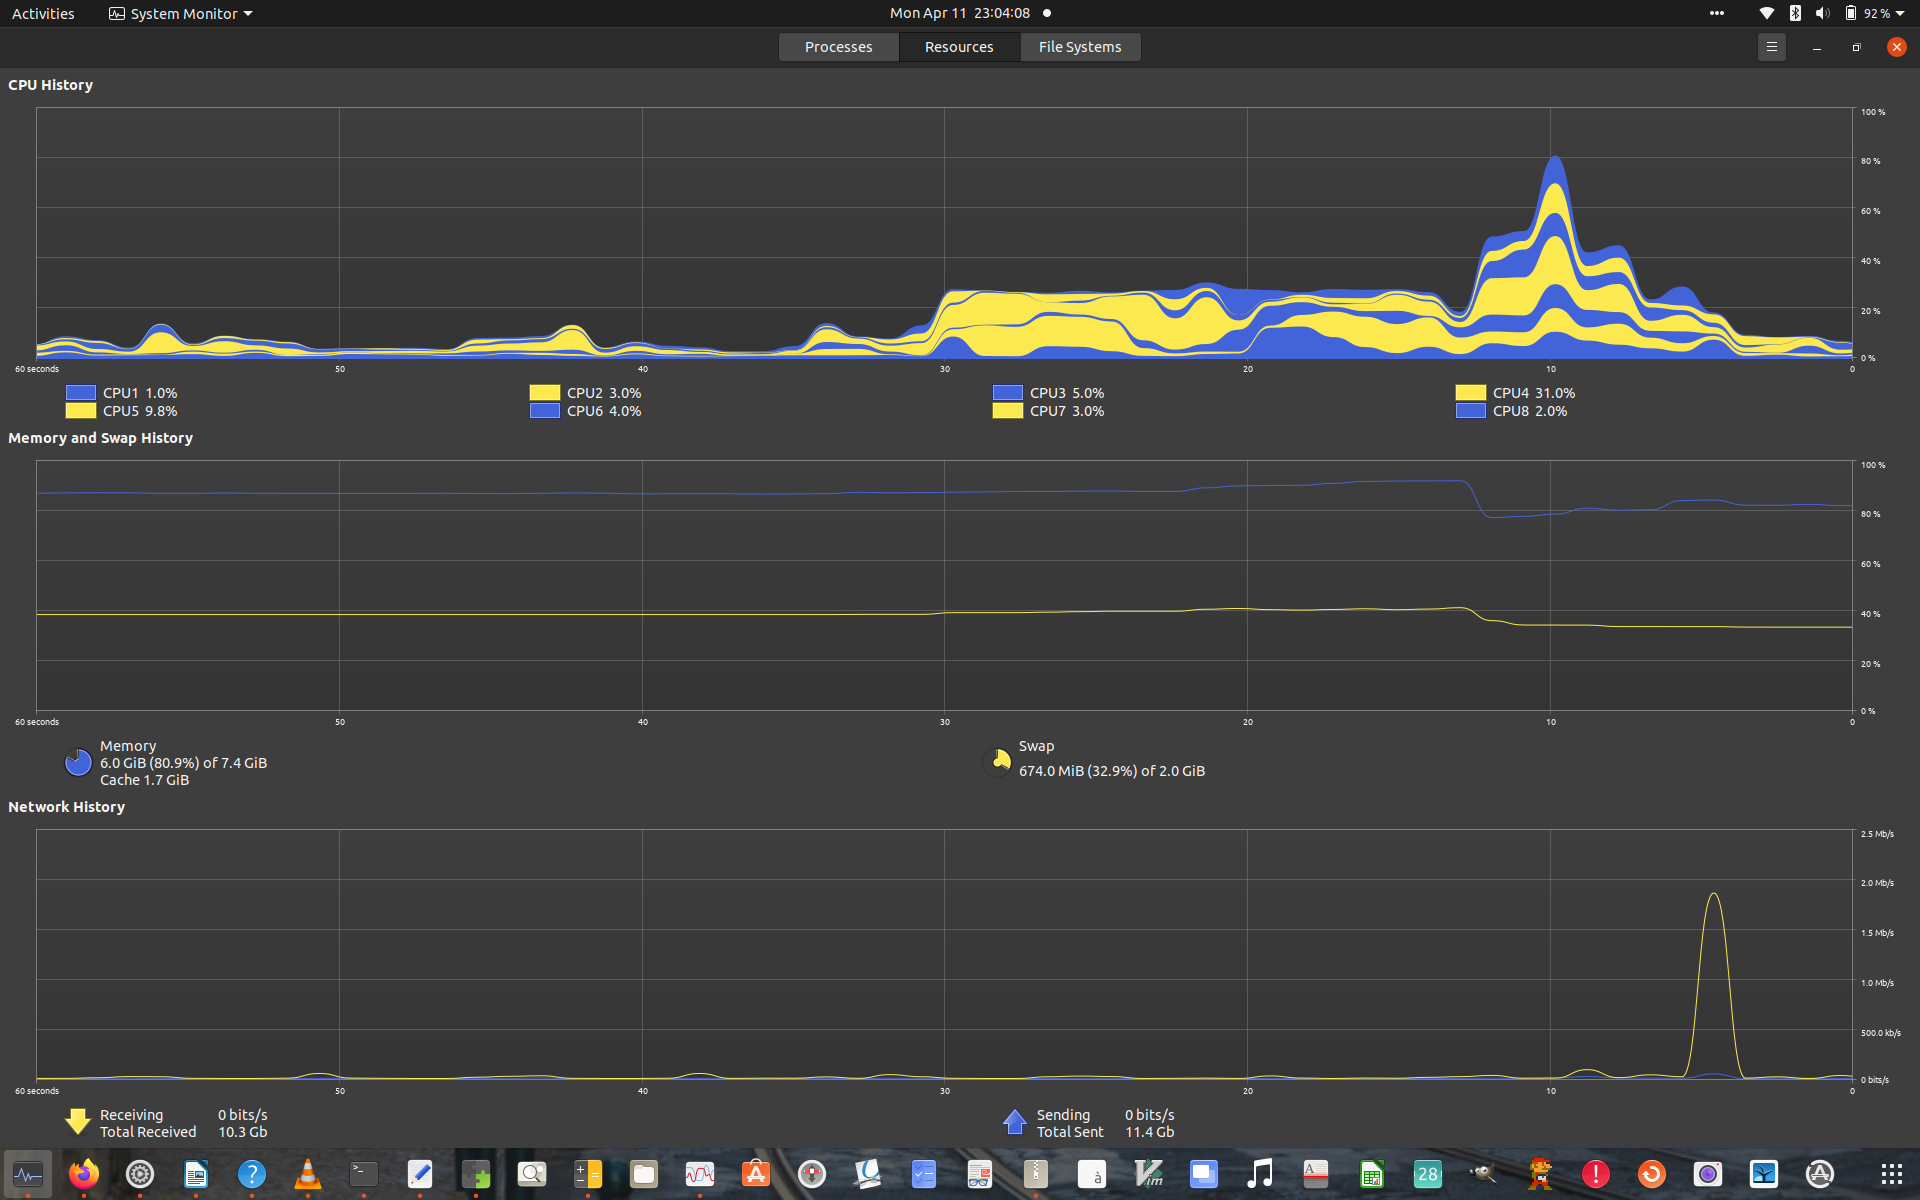 Activities System Monitor Mon Apr 11 23:04:08 92 %
Processes Resources File Systems
CPU History
100 %
80 %
60 %
40 %
20 %
0 %
60 seconds 50 40 30 20 10 0
CPU1 1.0% CPU2 3.0% CPU3 5.0% CPU4 31.0%
CPU5 9.8% CPU6 4.0% CPU7 3.0% CPU8 2.0%
Memory and Swap History
100 %
80 %
60 %
40 %
20 %
0 %
60 seconds 50 40 30 20 10 0
Memory
6.0 GiB (80.9%) of 7.4 GiB
Cache 1.7 GiB
Swap
674.0 MiB (32.9%) of 2.0 GiB
Network History
2.5 Mb/s
2.0 Mb/s
1.5 Mb/s
1.0 Mb/s
500.0 kb/s
0 bits/s
60 seconds 50 40 30 20 10 0
Receiving 0 bits/s
Total Received 10.3 Gb
Sending 0 bits/s
Total Sent 11.4 Gb
? >_ A à Vim A 28 !